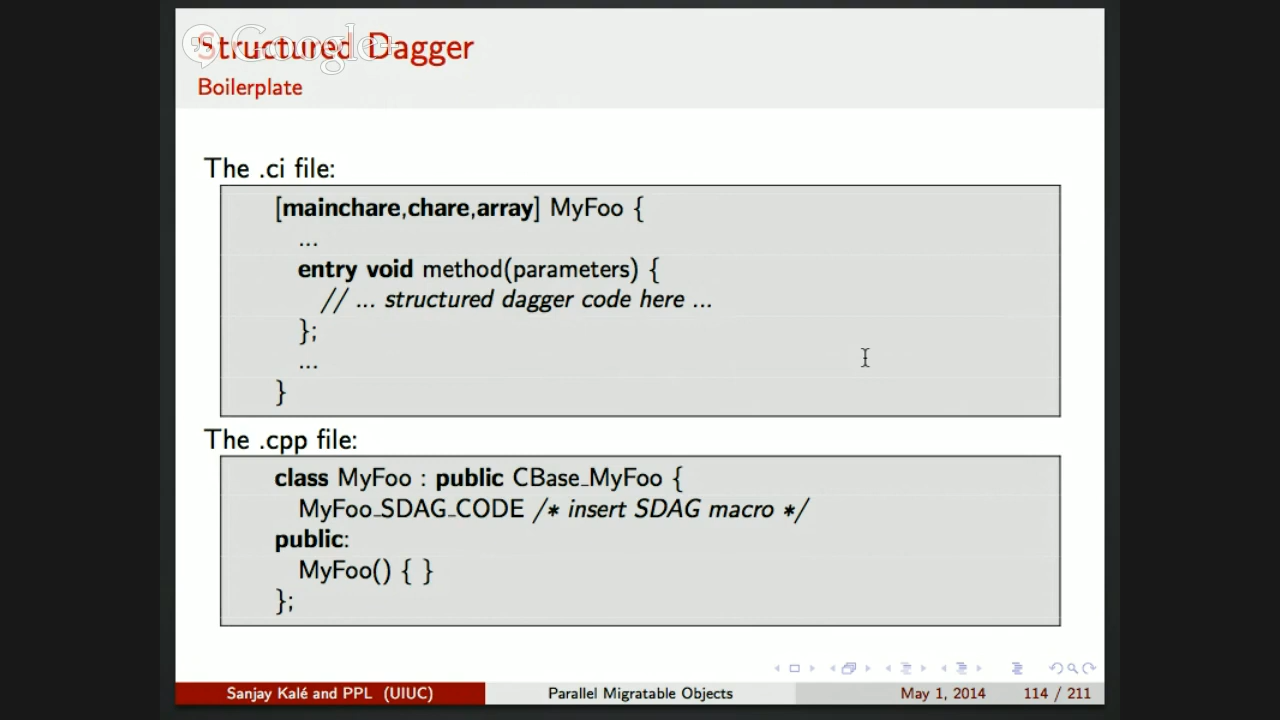 Structured Dagger
Google+
Boilerplate
The .ci file:
[mainchare,chare,array] MyFoo {
...
entry void method(parameters) {
// ... structured dagger code here ...
};
...
}
The .cpp file:
class MyFoo : public CBase_MyFoo {
MyFoo_SDAG_CODE /* insert SDAG macro */
public:
MyFoo() { }
};
Sanjay Kalé and PPL (UIUC) Parallel Migratable Objects May 1, 2014 114 / 211